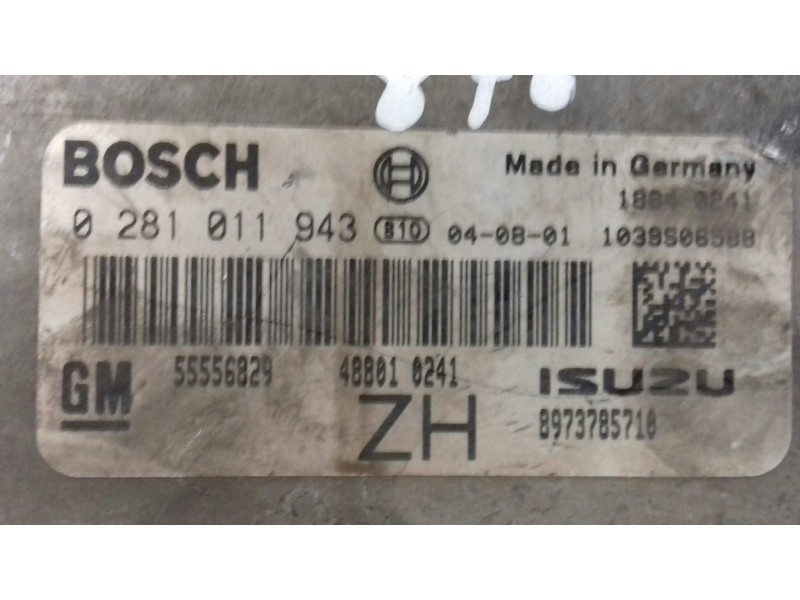 BOSCH Made in Germany
0 281 011 943 B10 04-08-01 1039S06588
GM 55556829 48801 0241 ISUZU
ZH 8973785710